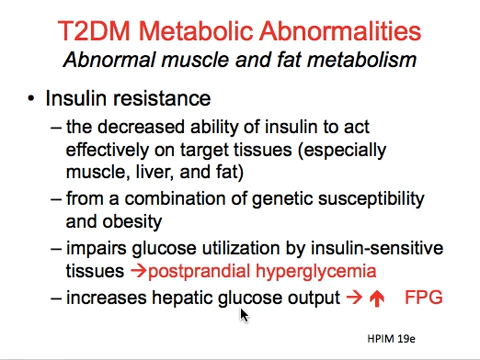 T2DM Metabolic Abnormalities
Abnormal muscle and fat metabolism
• Insulin resistance
– the decreased ability of insulin to act
effectively on target tissues (especially
muscle, liver, and fat)
– from a combination of genetic susceptibility
and obesity
– impairs glucose utilization by insulin-sensitive
tissues →postprandial hyperglycemia
– increases hepatic glucose output → ↑ FPG
HPIM 19e